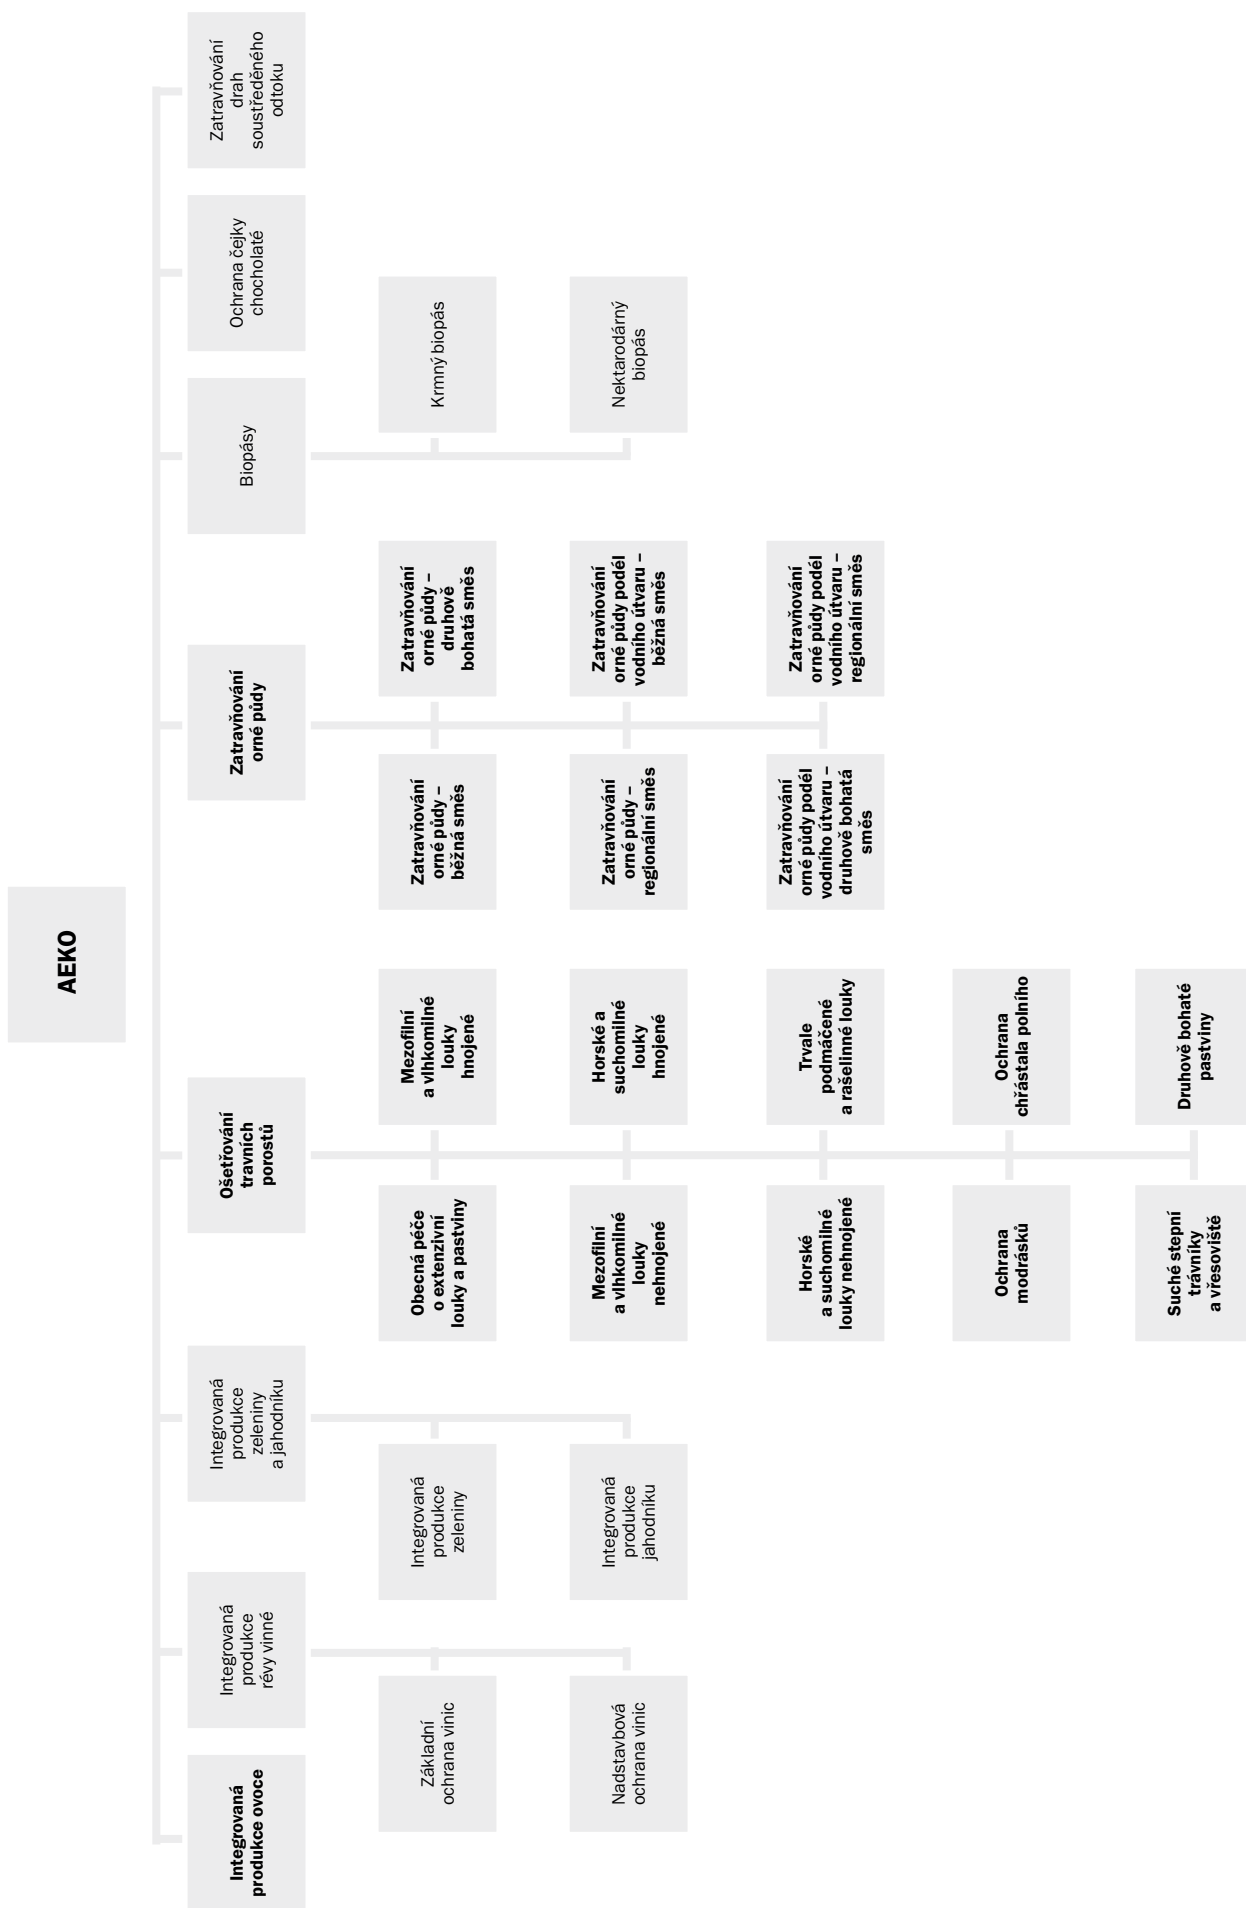 AEKO
Integrovaná
produkce ovoce
Integrovaná
produkce
révy vinné
Integrovaná
produkce
zeleniny
a jahodníku
Ošetřování
travních
porostů
Zatravňování
orné půdy
Biopásy
Ochrana čejky
chocholaté
Zatravňování
drah
soustředěného
odtoku
Základní
ochrana vinic
Nadstavbová
ochrana vinic
Integrovaná
produkce
zeleniny
Integrovaná
produkce
jahodníku
Obecná péče
o extenzivní
louky a pastviny
Mezofilní
a vlhkomilné
louky
hnojené
Mezofilní
a vlhkomilné
louky
nehnojené
Horské a
suchomilné
louky
hnojené
Horské
a suchomilné
louky nehnojené
Trvale
podmáčené
a rašelinné louky
Ochrana
modrásků
Ochrana
chřástala polního
Suché stepní
trávníky
a vřesoviště
Druhově bohaté
pastviny
Zatravňování
orné půdy –
běžná směs
Zatravňování
orné půdy –
druhově
bohatá směs
Zatravňování
orné půdy –
regionální směs
Zatravňování
orné půdy podél
vodního útvaru –
běžná směs
Zatravňování
orné půdy podél
vodního útvaru –
druhově bohatá
směs
Zatravňování
orné půdy podél
vodního útvaru –
regionální směs
Krmný biopás
Nektarodárný
biopás